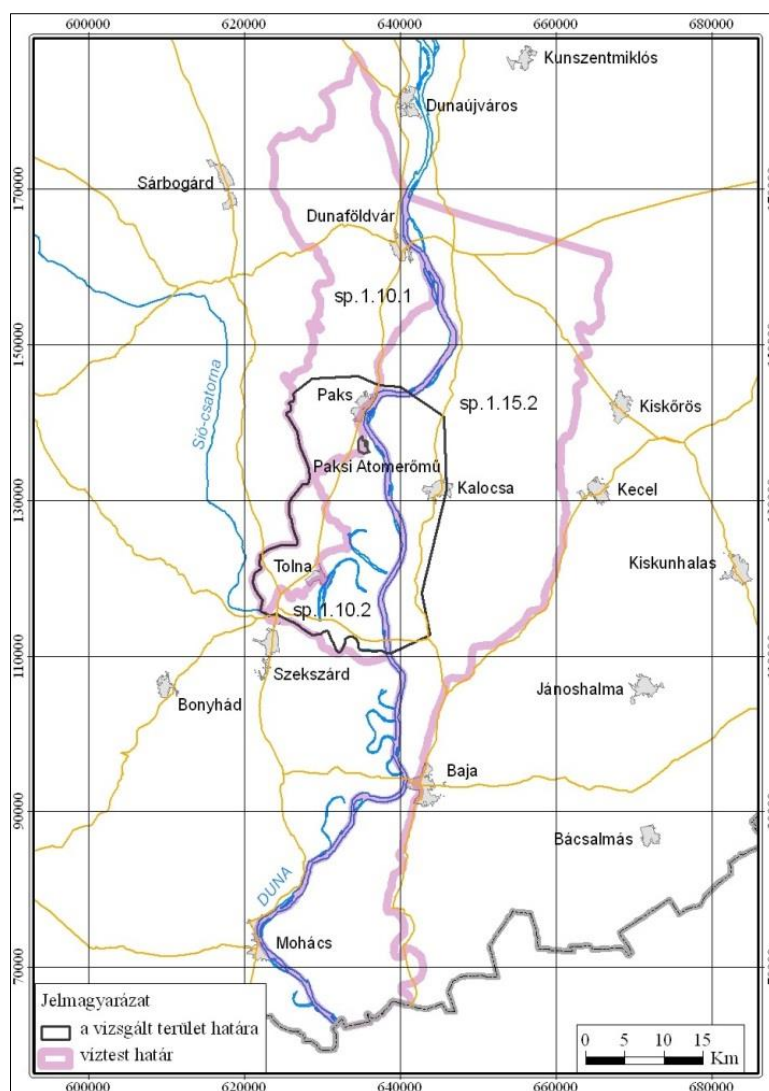 600000 620000 640000 660000 680000
Kunszentmiklós
Dunaújváros
Sárbogárd
170000
Dunaföldvár
sp.1.10.1
150000
Sió-csatorna
Paks
sp.1.15.2
Kiskőrös
Paksi Atomerőmű
130000
Kalocsa
Kecel
Tolna
Kiskunhalas
sp.1.10.2
110000
Szekszárd
Bonyhád
Jánoshalma
Baja
90000
Bácsalmás
DUNA
Mohács
70000
Jelmagyarázat
a vizsgált terület határa
víztest határ
0 5 10 15
Km
600000 620000 640000 660000 680000